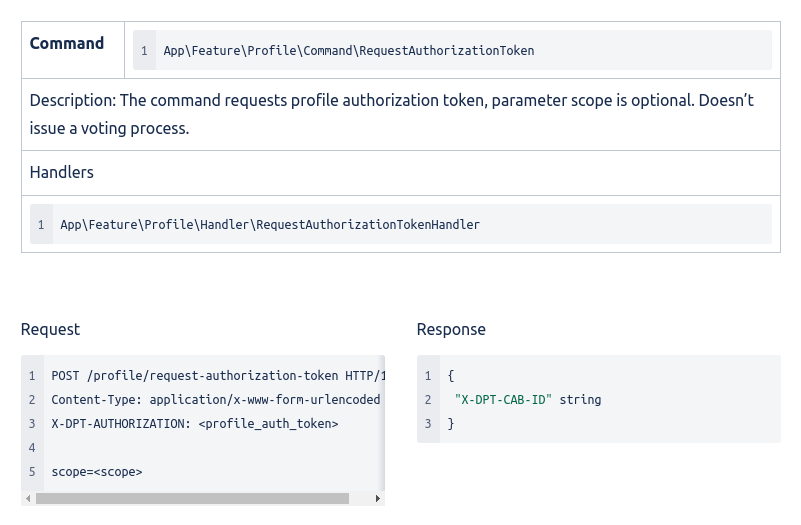 Command
1 App\Feature\Profile\Command\RequestAuthorizationToken
Description: The command requests profile authorization token, parameter scope is optional. Doesn’t
issue a voting process.
Handlers
1 App\Feature\Profile\Handler\RequestAuthorizationTokenHandler
Request
1 POST /profile/request-authorization-token HTTP/1
2 Content-Type: application/x-www-form-urlencoded
3 X-DPT-AUTHORIZATION: <profile_auth_token>
4
5 scope=<scope>
Response
1 {
2 "X-DPT-CAB-ID" string
3 }